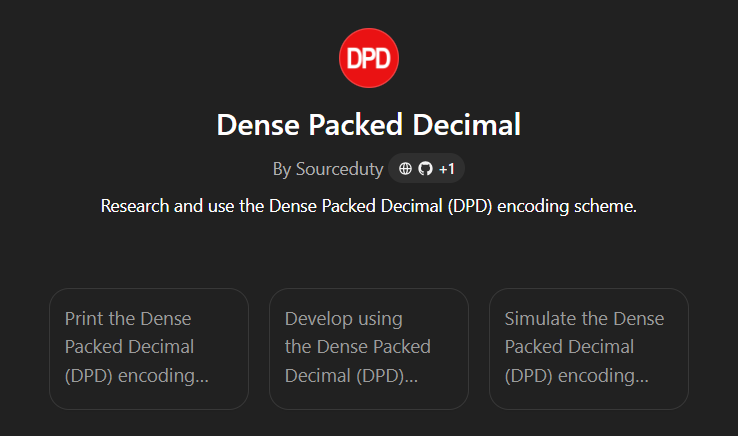 DPD
Dense Packed Decimal
By Sourceduty +1
Research and use the Dense Packed Decimal (DPD) encoding scheme.
Print the Dense
Packed Decimal
(DPD) encoding...
Develop using
the Dense Packed
Decimal (DPD)...
Simulate the Dense
Packed Decimal
(DPD) encoding...